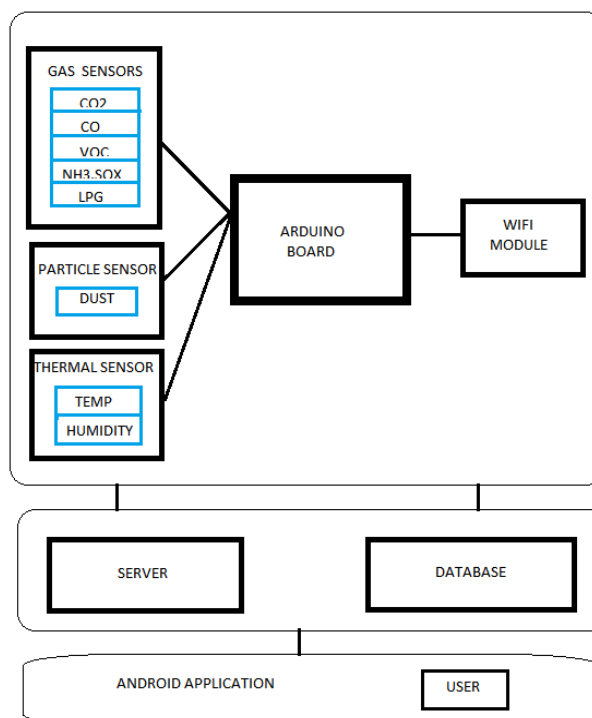 GAS SENSORS
CO2
CO
VOC
NH3,SOX
LPG
PARTICLE SENSOR
DUST
THERMAL SENSOR
TEMP
HUMIDITY
ARDUINO
BOARD
WIFI
MODULE
SERVER
DATABASE
ANDROID APPLICATION
USER